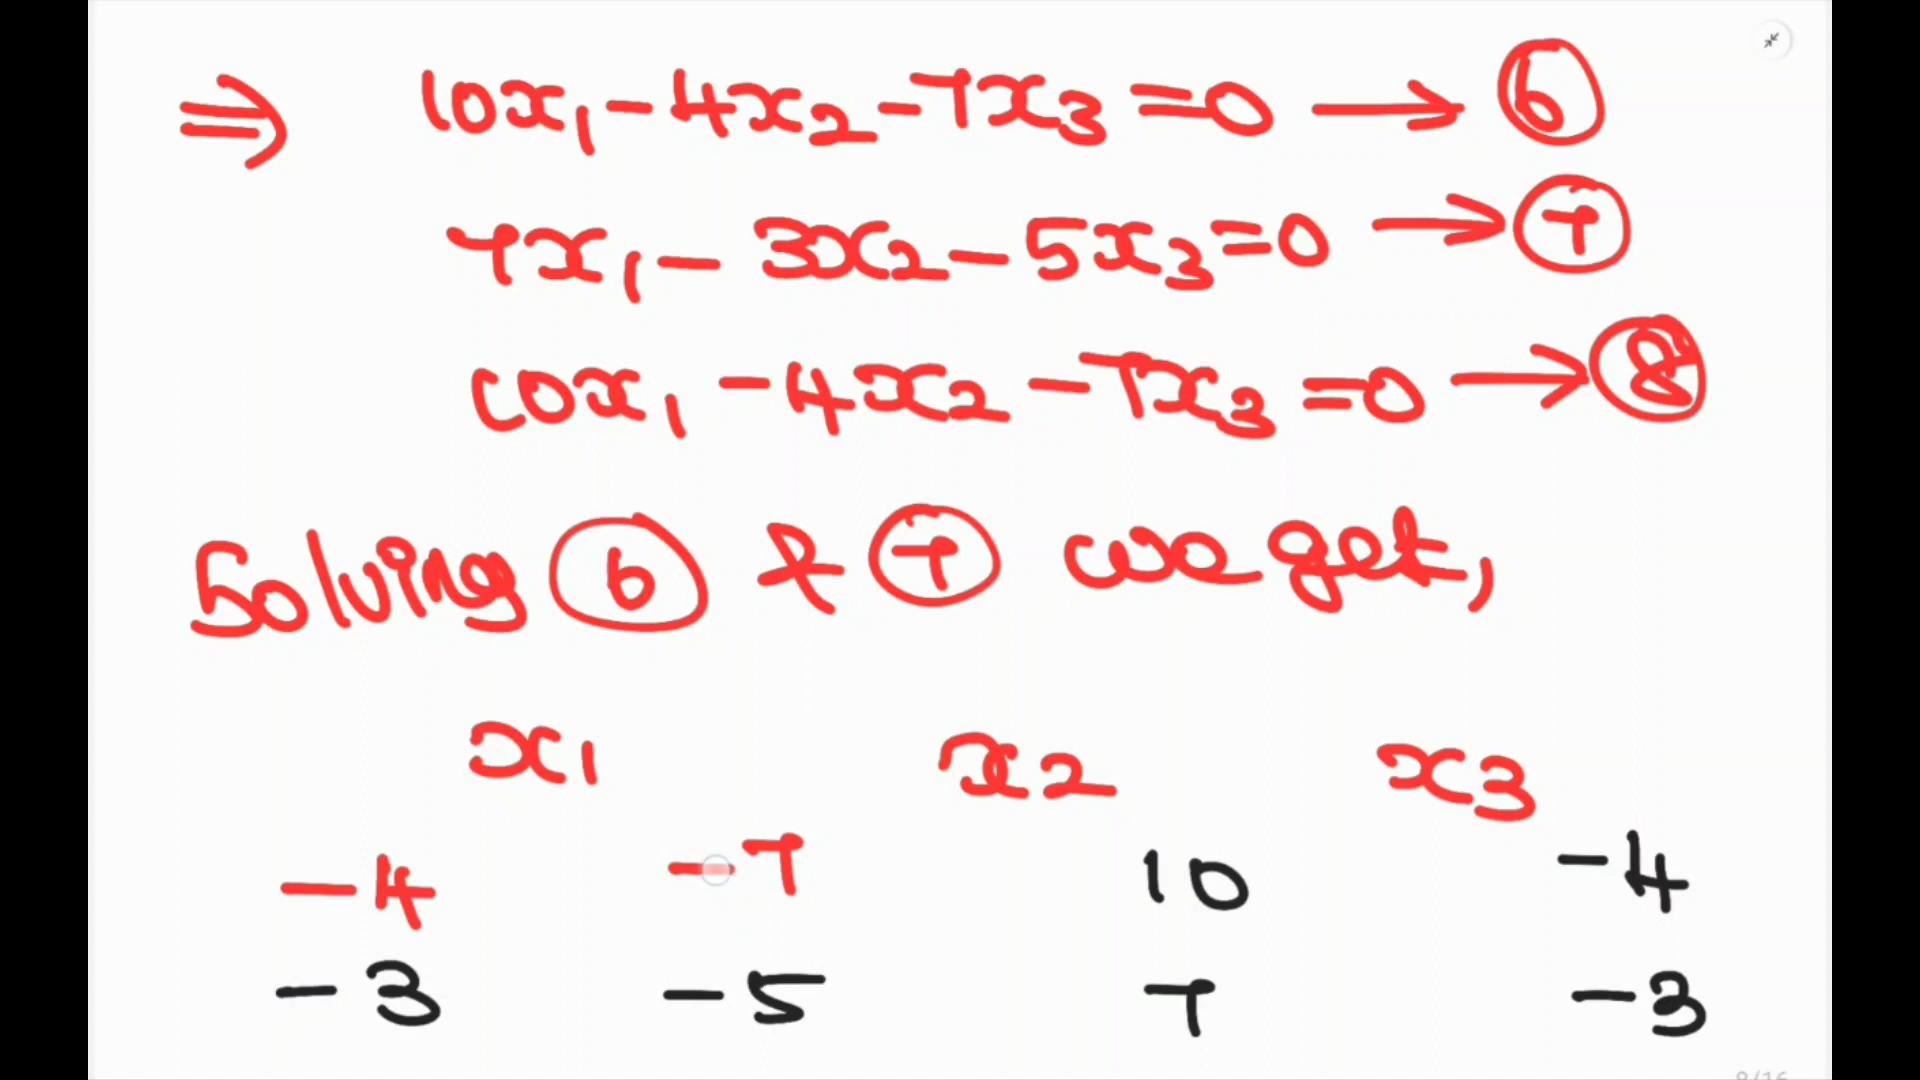 ⇒ 10x₁ - 4x₂ - 7x₃ = 0 → ⑥
7x₁ - 3x₂ - 5x₃ = 0 → ⑦
10x₁ - 4x₂ - 7x₃ = 0 → ⑧
Solving ⑥ & ⑦ we get,
x₁ x₂ x₃
-4 -7 10 -4
-3 -5 7 -3